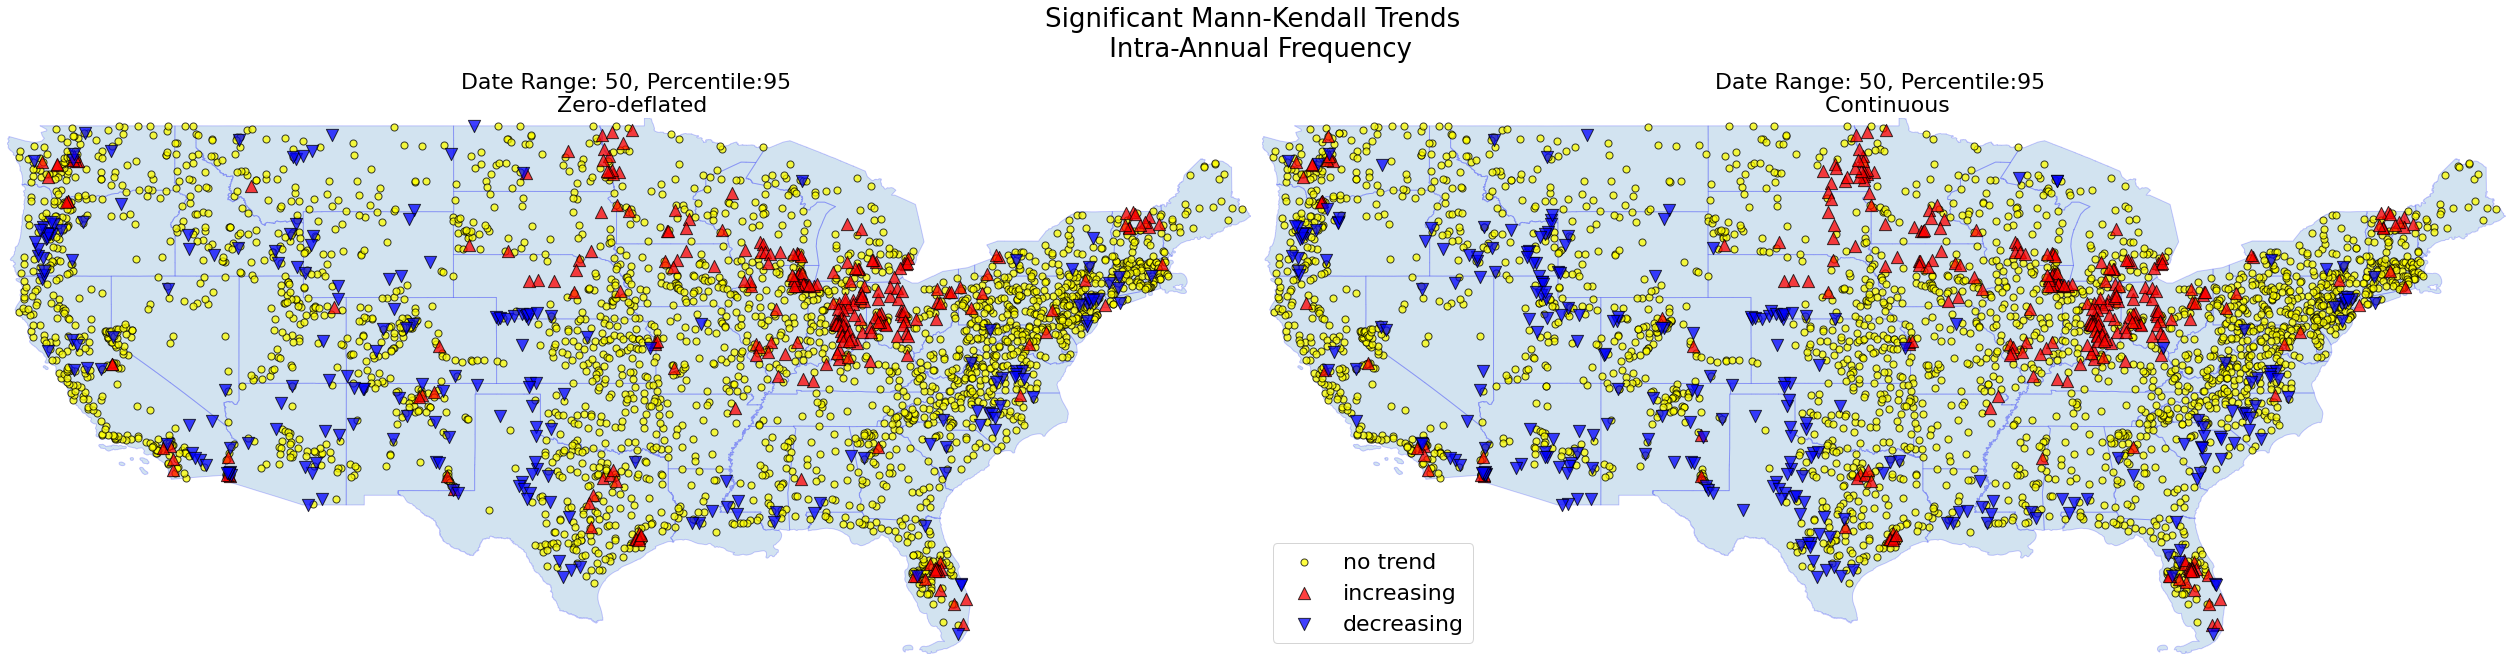 Significant Mann-Kendall Trends
Intra-Annual Frequency
Date Range: 50, Percentile:95
Zero-deflated
Date Range: 50, Percentile:95
Continuous
no trend
increasing
decreasing